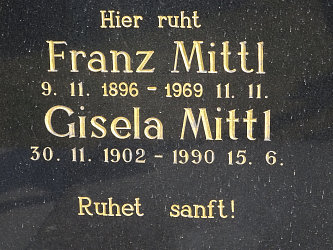 Hier ruht
Franz Mittl
9. 11. 1896 - 1969 11. 11.
Gisela Mittl
30. 11. 1902 - 1990 15. 6.
Ruhet sanft!